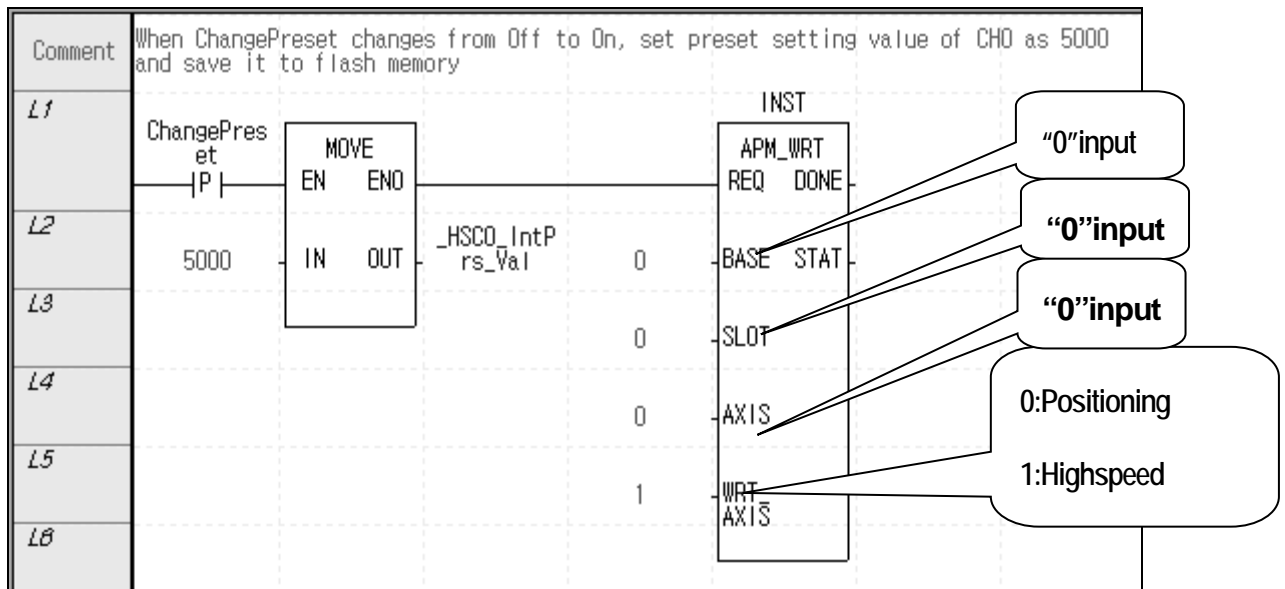 Comment
When ChangePreset changes from Off to On, set preset setting value of CH0 as 5000
and save it to flash memory
L1
INST
ChangePres
et
P
MOVE
EN ENO
APM_WRT
REQ DONE
"0"input
L2
5000
IN OUT
_HSC0_IntP
rs_Val
0
BASE STAT
"0"input
L3
0
SLOT
"0"input
L4
0
AXIS
0:Positioning
1:Highspeed
L5
1
WRT_
AXIS
L6